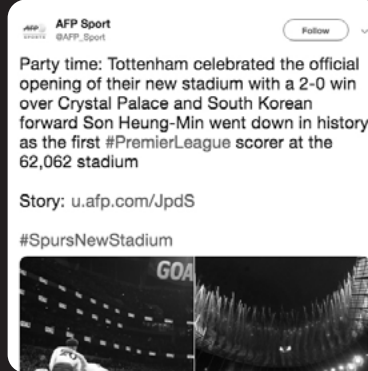 AFP Sport
@AFP_Sport
Follow
Party time: Tottenham celebrated the official
opening of their new stadium with a 2-0 win
over Crystal Palace and South Korean
forward Son Heung-Min went down in history
as the first #PremierLeague scorer at the
62,062 stadium
Story: u.afp.com/JpdS
#SpursNewStadium
GOA